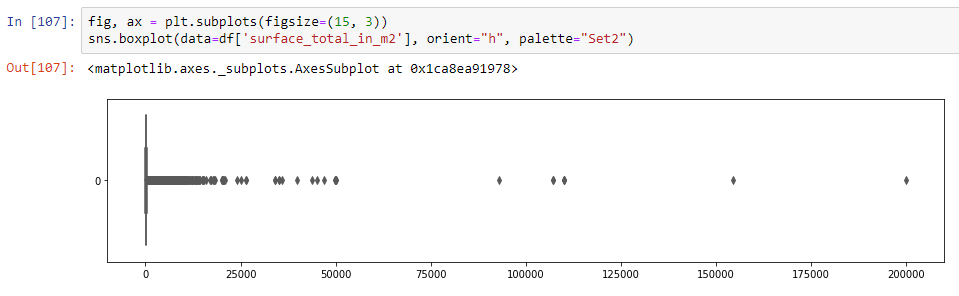 In [107]: fig, ax = plt.subplots(figsize=(15, 3))
sns.boxplot(data=df['surface_total_in_m2'], orient="h", palette="Set2")
Out[107]: <matplotlib.axes._subplots.AxesSubplot at 0x1ca8ea91978>
0
0 25000 50000 75000 100000 125000 150000 175000 200000